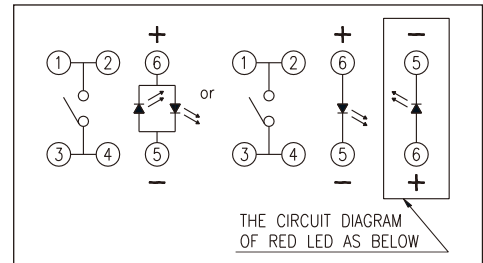 + + −
1 2 6 1 2 6 5
or
3 4 5 3 4 5 6
− − +
THE CIRCUIT DIAGRAM
OF RED LED AS BELOW